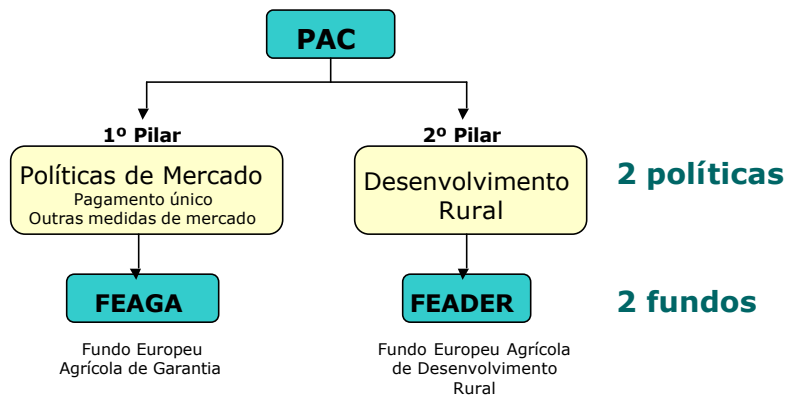 PAC
1º Pilar
2º Pilar
Políticas de Mercado
Pagamento único
Outras medidas de mercado
Desenvolvimento
Rural
2 políticas
FEAGA
FEADER
2 fundos
Fundo Europeu
Agrícola de Garantia
Fundo Europeu Agrícola
de Desenvolvimento
Rural